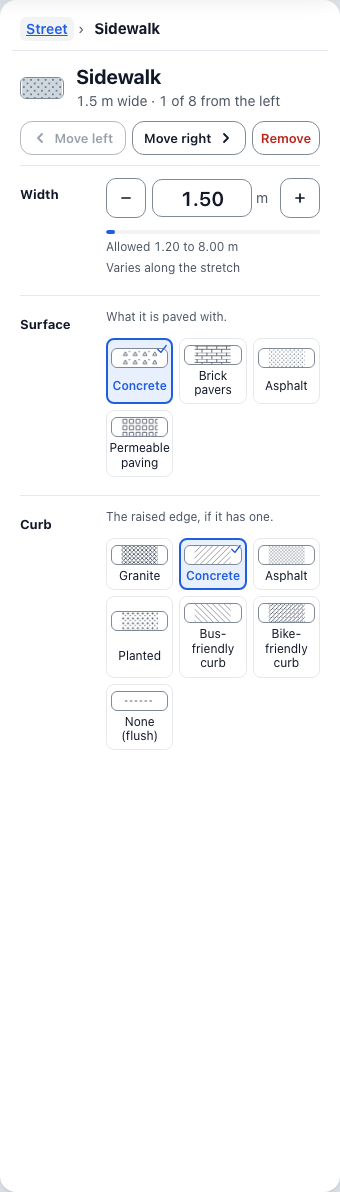 Street › Sidewalk
Sidewalk
1.5 m wide · 1 of 8 from the left
Move left
Move right
Remove
Width
− 1.50 m +
Allowed 1.20 to 8.00 m
Varies along the stretch
Surface
What it is paved with.
Concrete
Brick
pavers
Asphalt
Permeable
paving
Curb
The raised edge, if it has one.
Granite
Concrete
Asphalt
Planted
Bus-
friendly
curb
Bike-
friendly
curb
None
(flush)